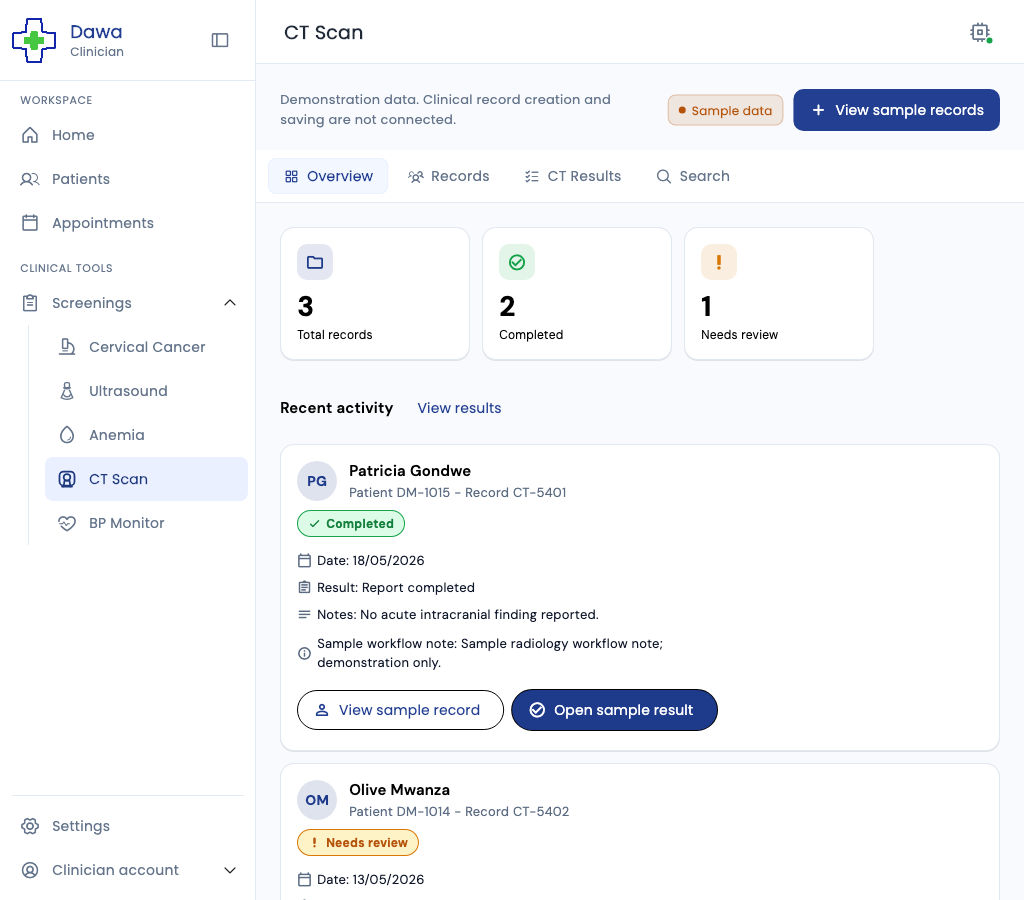 Dawa
Clinician
WORKSPACE
Home
Patients
Appointments
CLINICAL TOOLS
Screenings
Cervical Cancer
Ultrasound
Anemia
CT Scan
BP Monitor
Settings
Clinician account
CT Scan
Demonstration data. Clinical record creation and
saving are not connected.
Sample data
View sample records
Overview
Records
CT Results
Search
3
Total records
2
Completed
1
Needs review
Recent activity
View results
PG
Patricia Gondwe
Patient DM-1015 - Record CT-5401
Completed
Date: 18/05/2026
Result: Report completed
Notes: No acute intracranial finding reported.
Sample workflow note: Sample radiology workflow note;
demonstration only.
View sample record
Open sample result
OM
Olive Mwanza
Patient DM-1014 - Record CT-5402
Needs review
Date: 13/05/2026